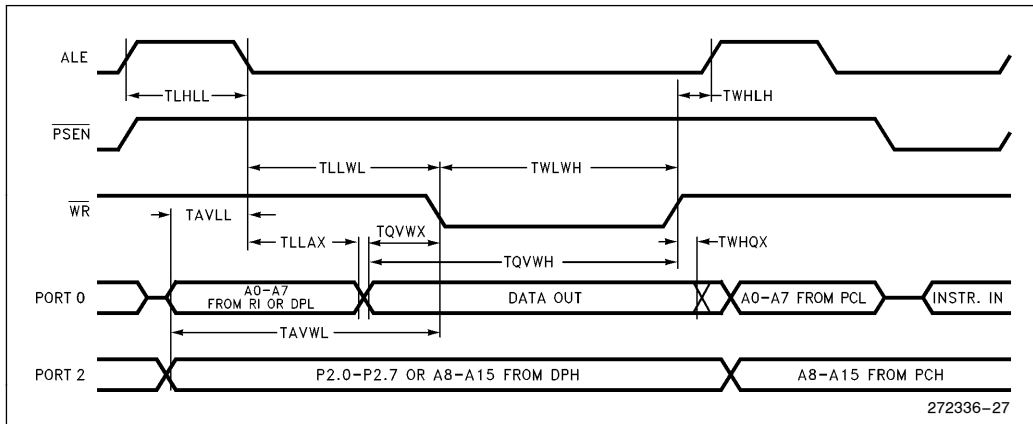 ALE
TLHLL
TWHLH
PSEN
TLLWL
TWLWH
WR
TAVLL
TLLAX
TQVWX
TWHQX
TQVWH
PORT 0
A0–A7
FROM RI OR DPL
DATA OUT
A0–A7 FROM PCL
INSTR. IN
TAVWL
PORT 2
P2.0–P2.7 OR A8–A15 FROM DPH
A8–A15 FROM PCH
272336–27